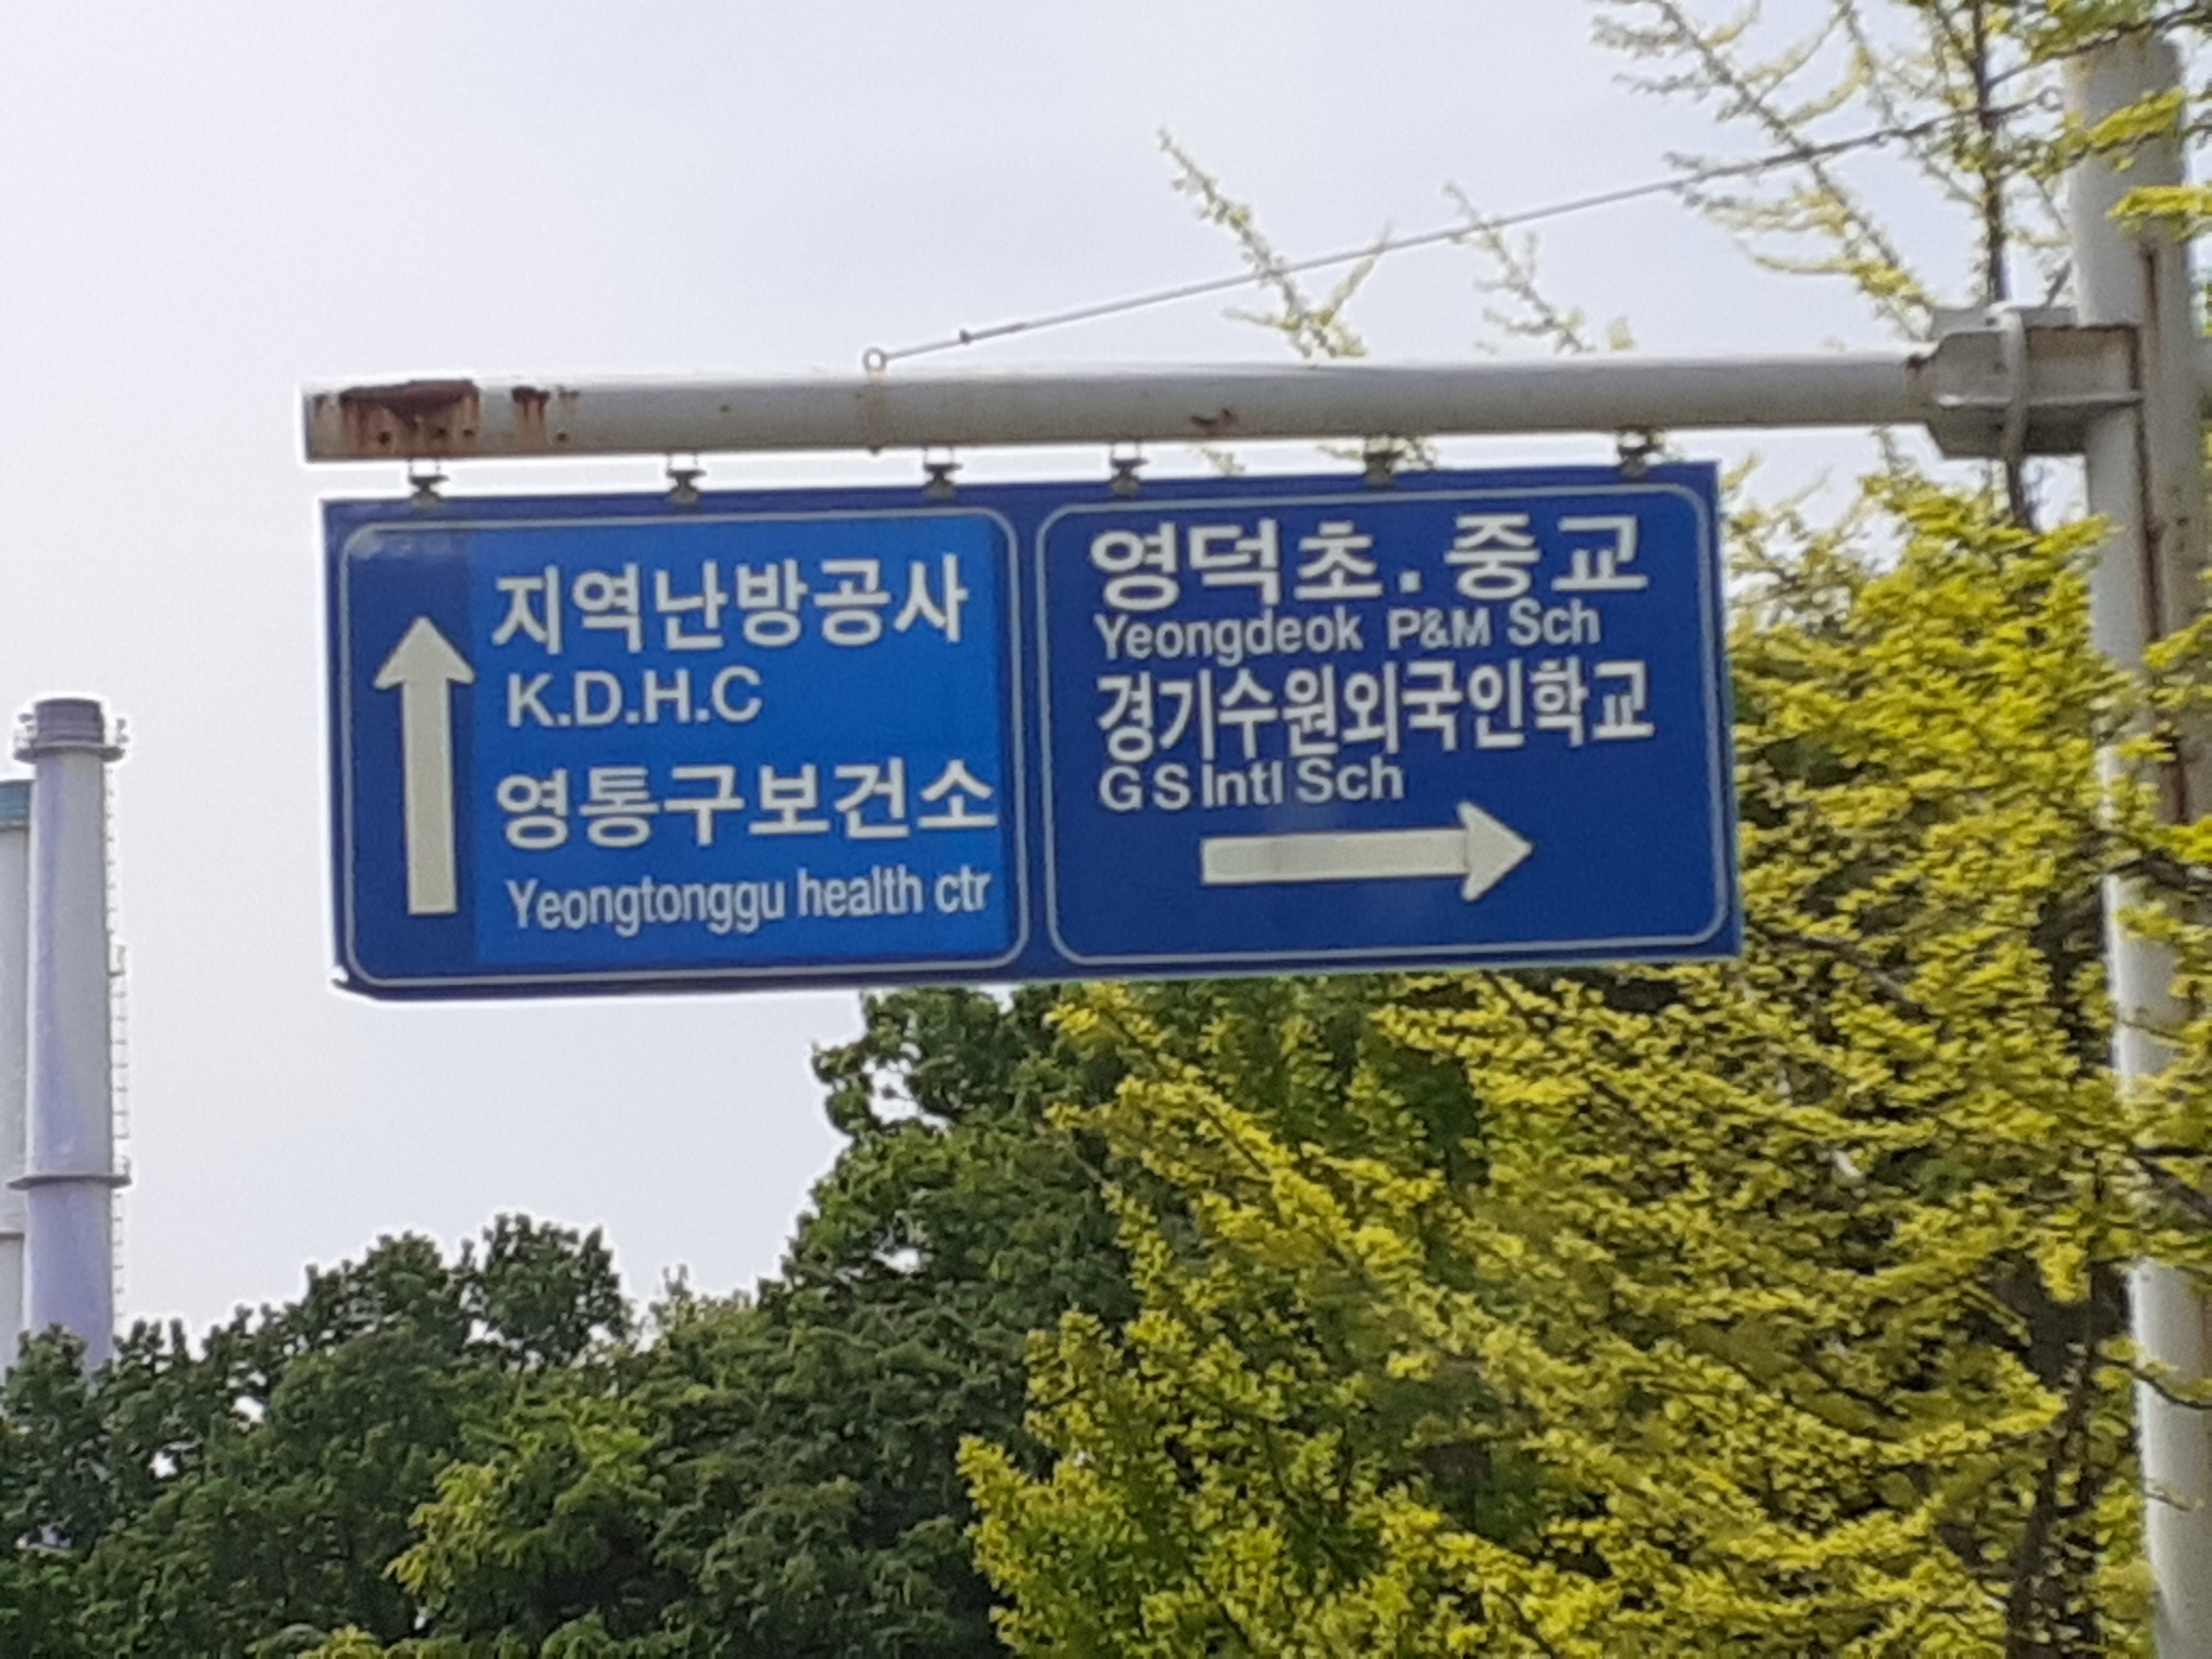 지역난방공사
K.D.H.C
영통구보건소
Yeongtonggu health ctr
영덕초.중교
Yeongdeok P&M Sch
경기수원외국인학교
G S Intl Sch